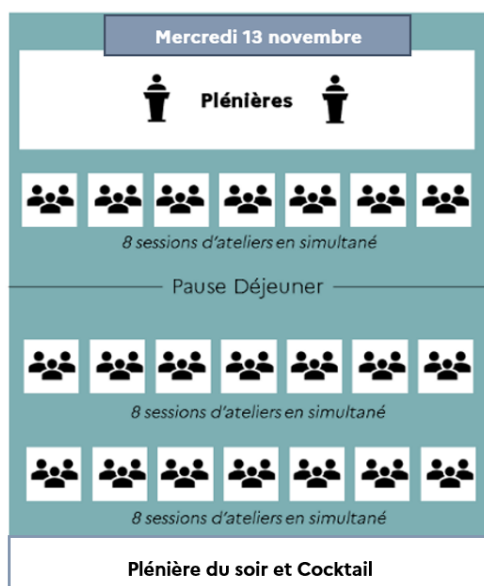 Mercredi 13 novembre
Plénières
8 sessions d'ateliers en simultané
Pause Déjeuner
8 sessions d'ateliers en simultané
8 sessions d'ateliers en simultané
Plénière du soir et Cocktail